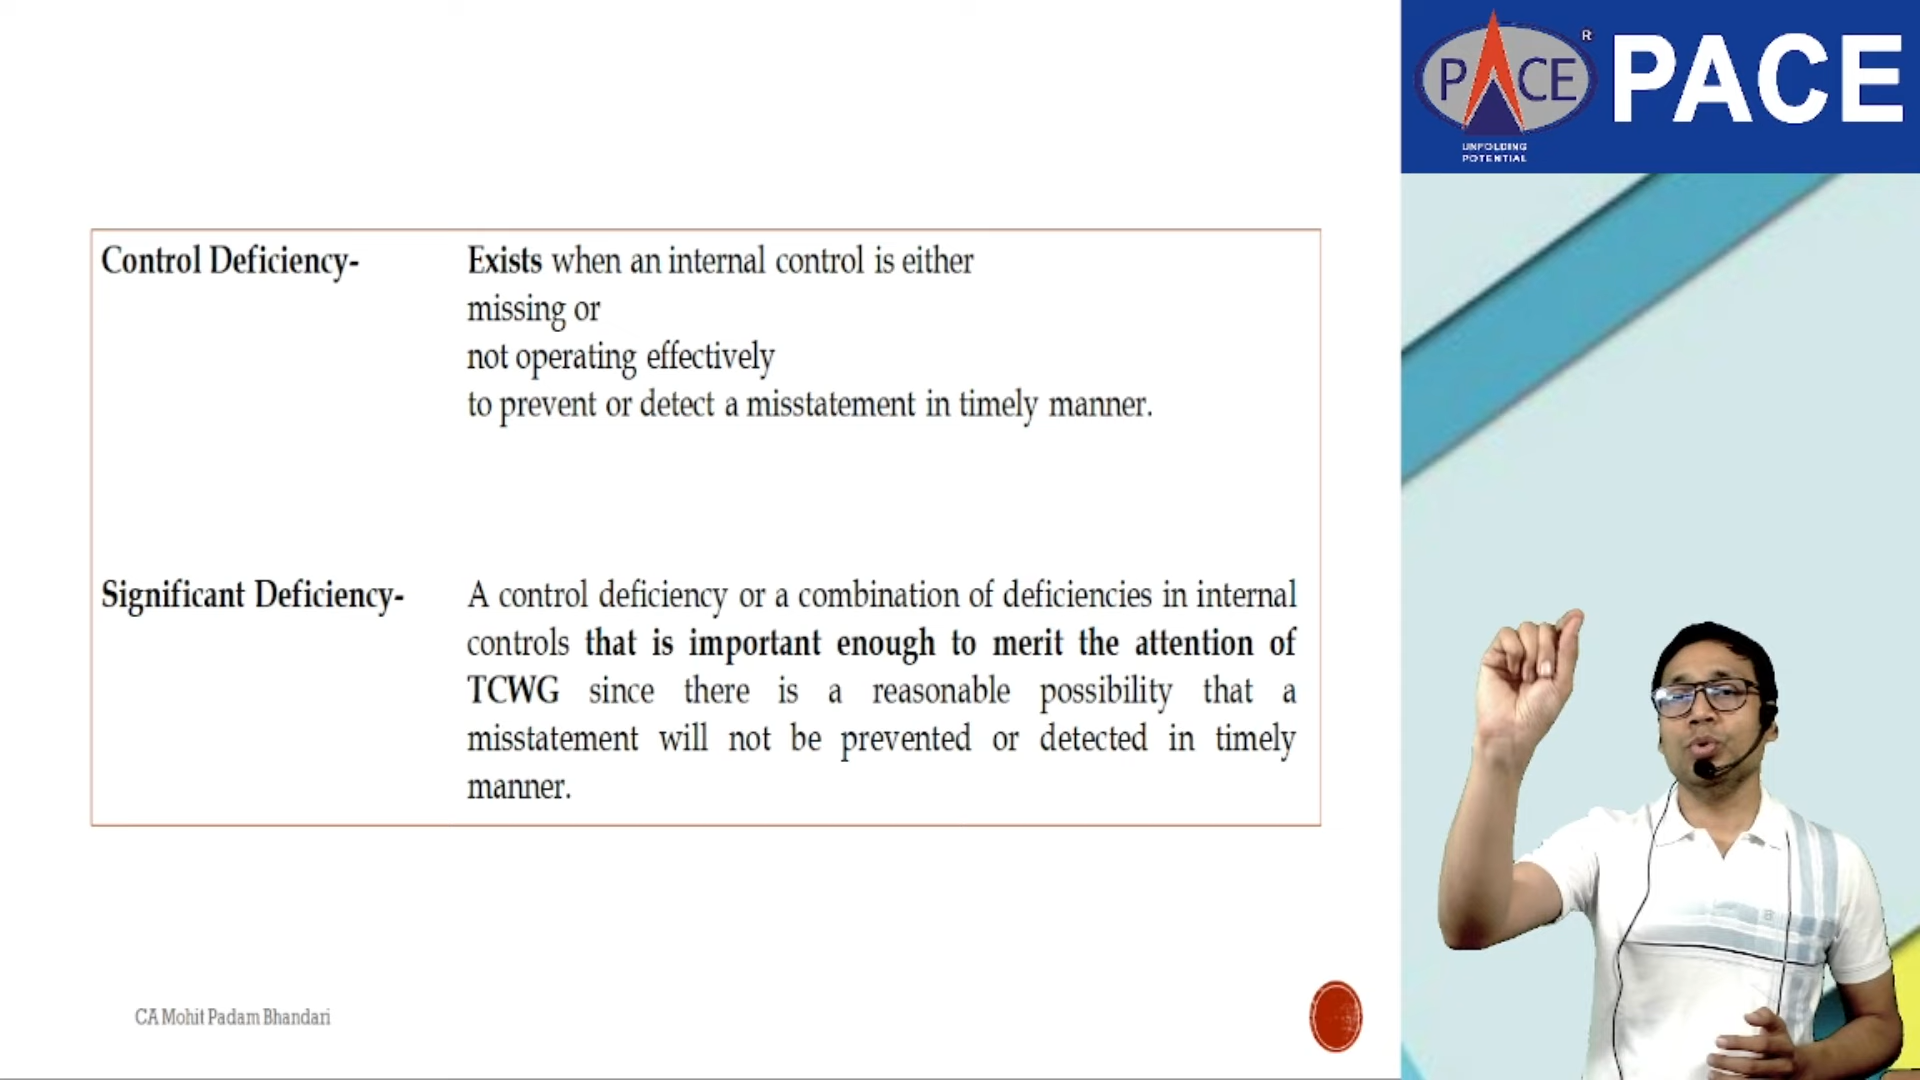 PACE
R
PACE
UNFOLDING
POTENTIAL
Control Deficiency-
Exists when an internal control is either
missing or
not operating effectively
to prevent or detect a misstatement in timely manner.
Significant Deficiency-
A control deficiency or a combination of deficiencies in internal
controls that is important enough to merit the attention of
TCWG since there is a reasonable possibility that a
misstatement will not be prevented or detected in timely
manner.
CA Mohit Padam Bhandari